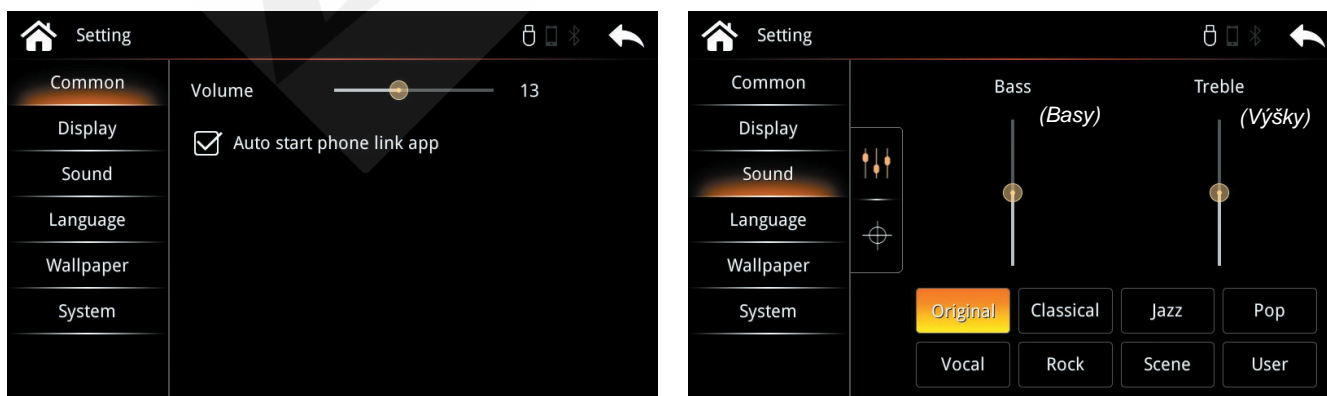 Setting
Common
Display
Sound
Language
Wallpaper
System
Volume 13
Auto start phone link app
Setting
Common
Display
Sound
Language
Wallpaper
System
Bass Treble
(Basy) (Výšky)
Original Classical Jazz Pop
Vocal Rock Scene User